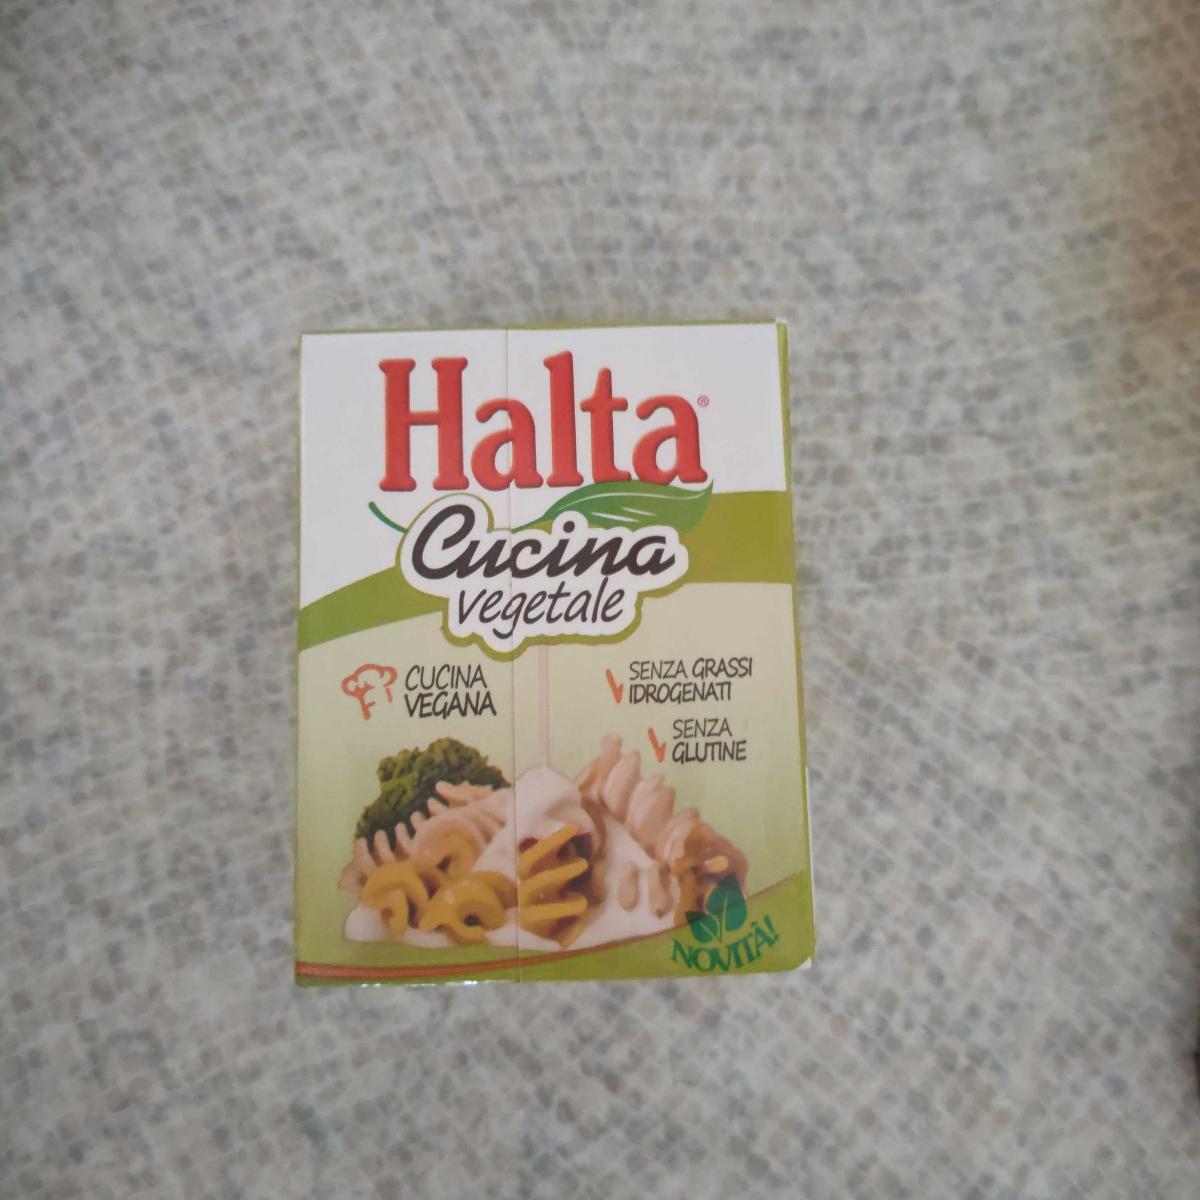 Halta®
Cucina
vegetale
CUCINA
VEGANA
SENZA GRASSI
IDROGENATI
SENZA
GLUTINE
NOVITÀ!